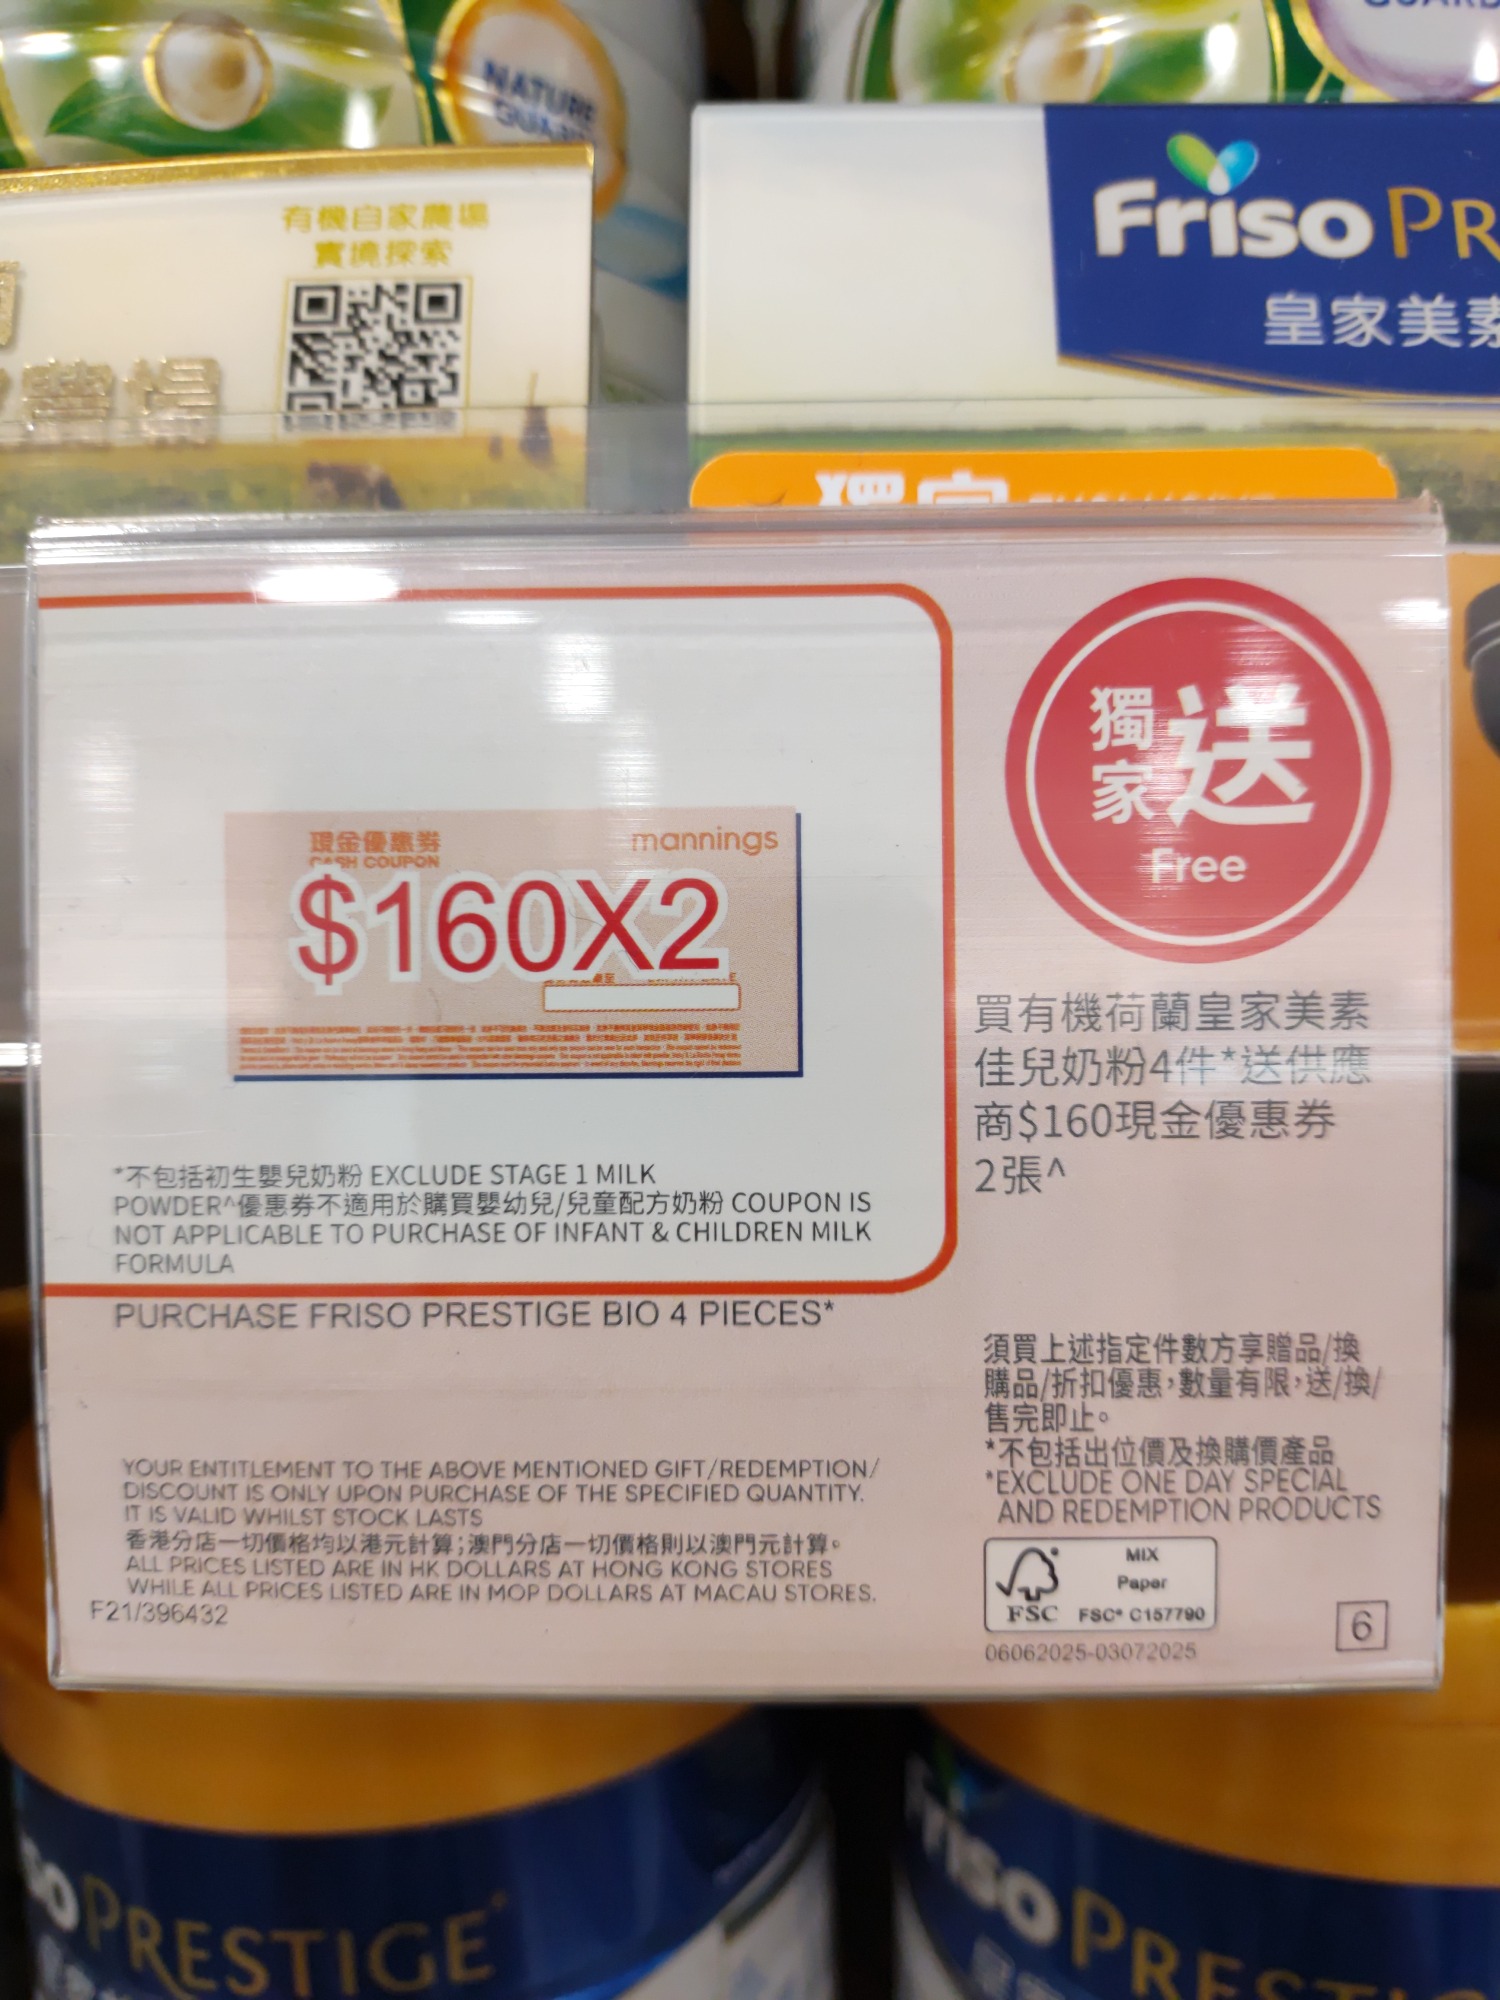 NATURE
GUARD
有機自家農場
實境探索
Friso PR
皇家美素
獨家
獨家
送
Free
現金優惠券
mannings
CASH COUPON
$160X2
買有機荷蘭皇家美素
佳兒奶粉4件*送供應
商$160現金優惠券
2張^
*不包括初生嬰兒奶粉 EXCLUDE STAGE 1 MILK
POWDER^優惠券不適用於購買嬰幼兒/兒童配方奶粉 COUPON IS
NOT APPLICABLE TO PURCHASE OF INFANT & CHILDREN MILK
FORMULA
PURCHASE FRISO PRESTIGE BIO 4 PIECES*
須買上述指定件數方享贈品/換
購品/折扣優惠,數量有限,送/換/
售完即止。
*不包括出位價及換購價產品
*EXCLUDE ONE DAY SPECIAL
AND REDEMPTION PRODUCTS
YOUR ENTITLEMENT TO THE ABOVE MENTIONED GIFT/REDEMPTION/
DISCOUNT IS ONLY UPON PURCHASE OF THE SPECIFIED QUANTITY.
IT IS VALID WHILST STOCK LASTS
香港分店一切價格均以港元計算;澳門分店一切價格則以澳門元計算。
ALL PRICES LISTED ARE IN HK DOLLARS AT HONG KONG STORES
WHILE ALL PRICES LISTED ARE IN MOP DOLLARS AT MACAU STORES.
F21/396432
MIX
Paper
FSC FSC® C157790
6
06062025-03072025
SO PRESTIGE
Friso PRESTIG